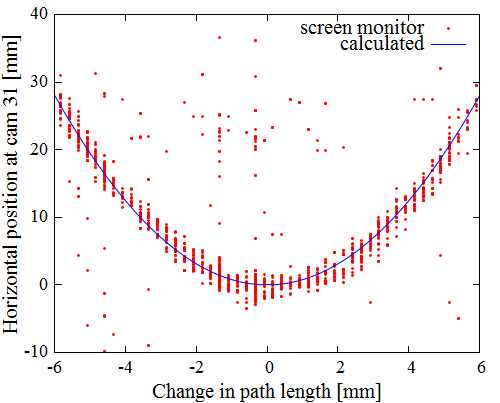 40
screen monitor
calculated
30
20
10
0
-10
Horizontal position at cam 31 [mm]
-6 -4 -2 0 2 4 6
Change in path length [mm]